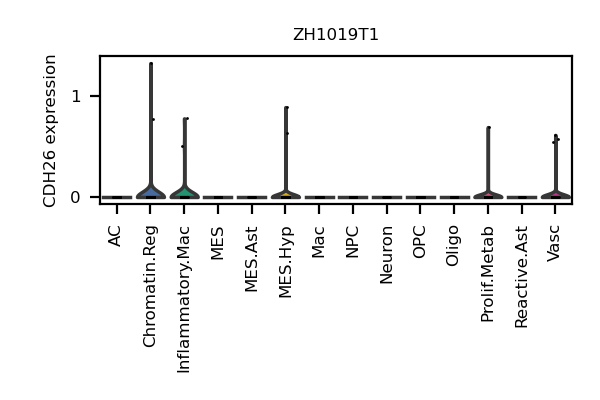 ZH1019T1
CDH26 expression
1
0
AC
Chromatin.Reg
Inflammatory.Mac
MES
MES.Ast
MES.Hyp
Mac
NPC
Neuron
OPC
Oligo
Prolif.Metab
Reactive.Ast
Vasc